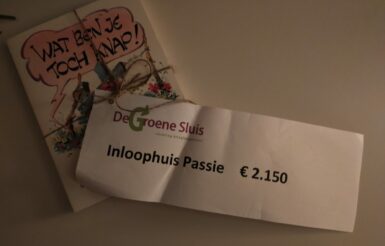 WAT BEN JE
TOCH KNAP!
De Groene Sluis
Inloophuis Passie € 2.150